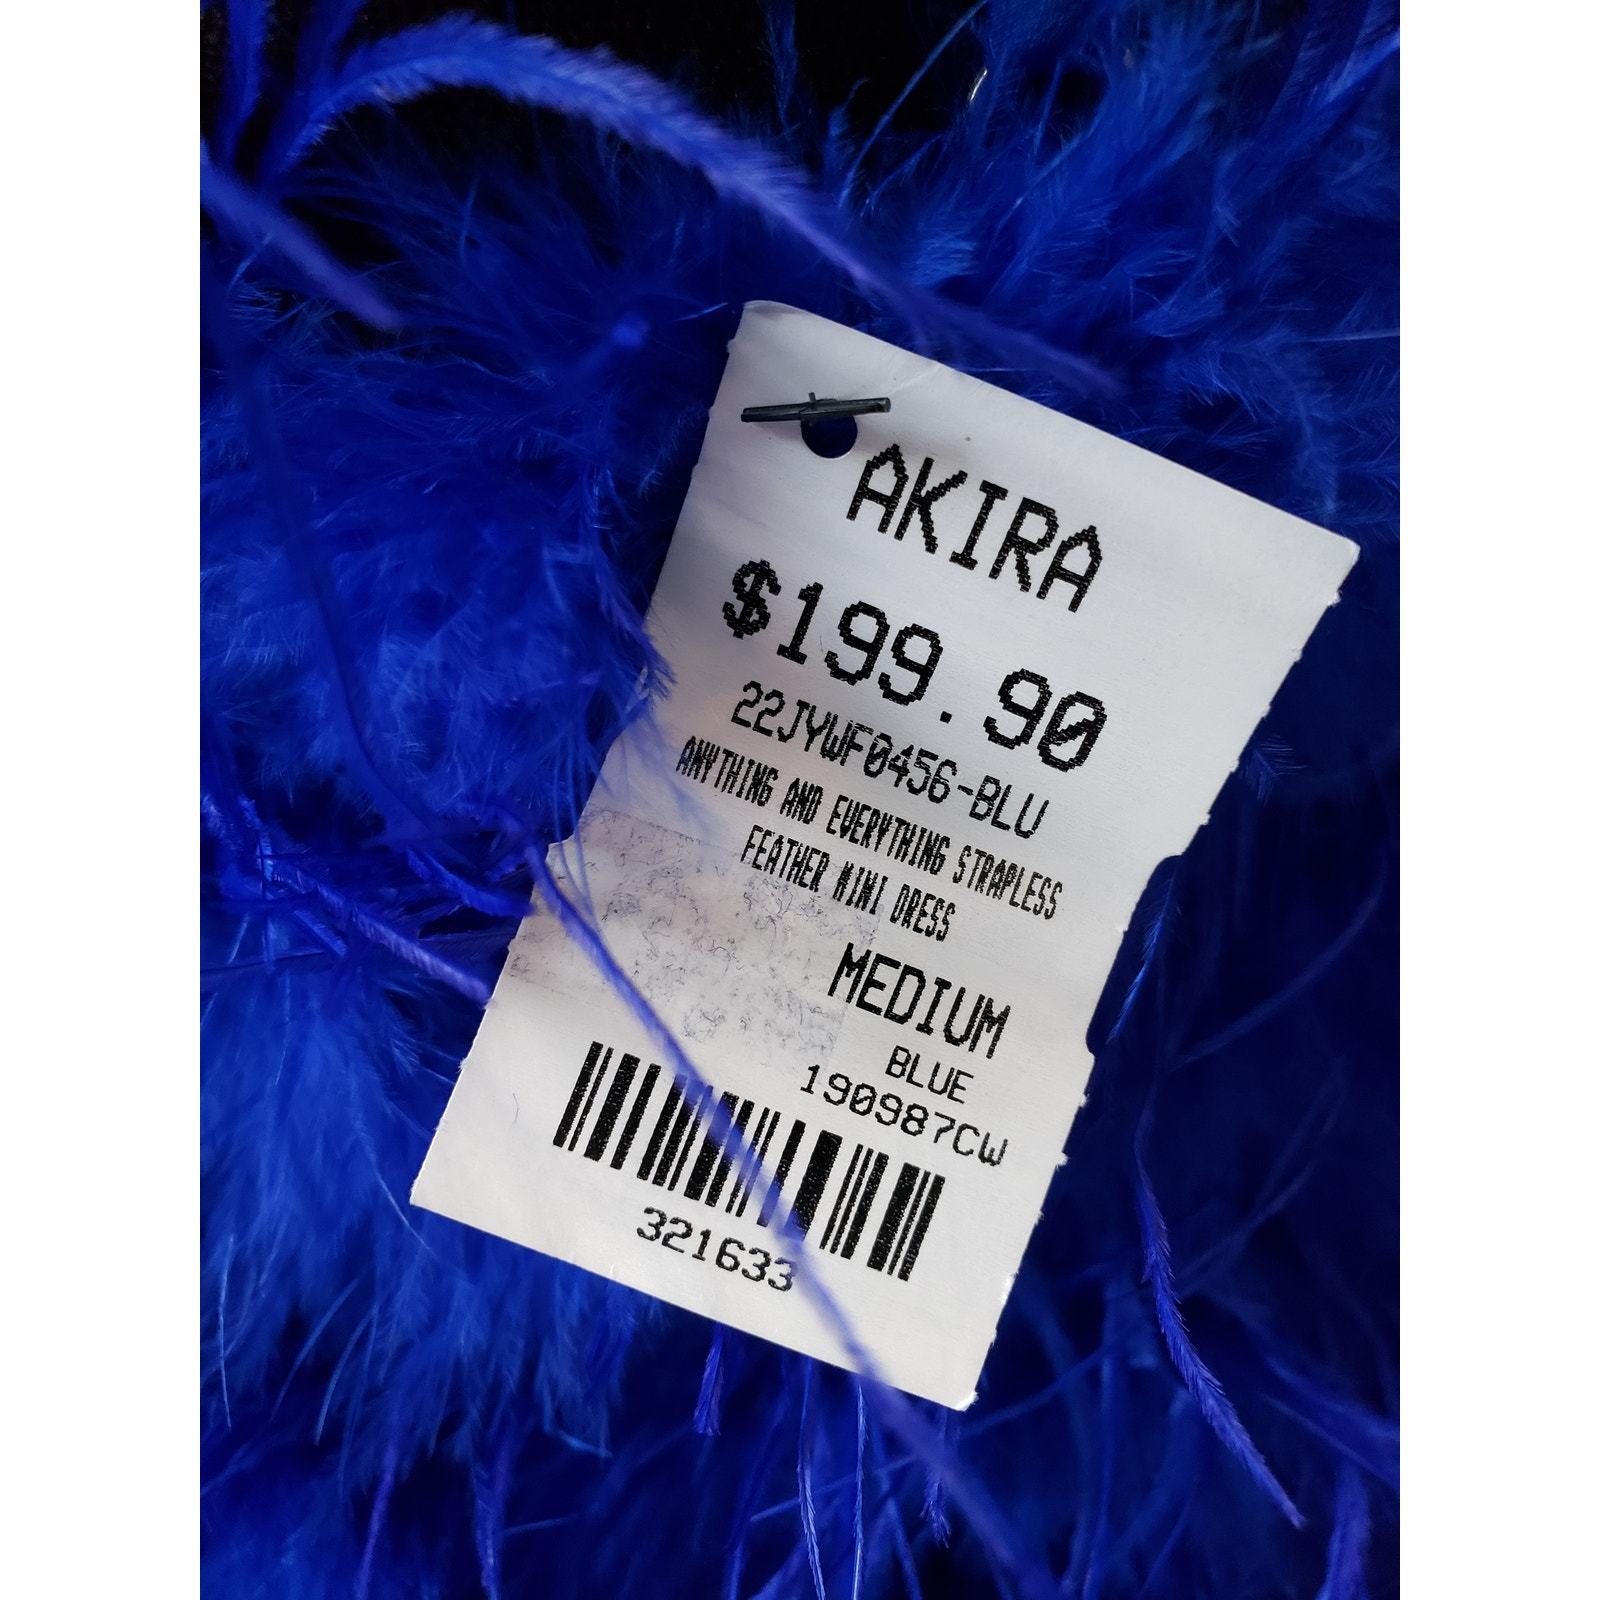 AKIRA
$199.90
22JYWF0456-BLU
ANYTHING AND EVERYTHING STRAPLESS
FEATHER MINI DRESS
MEDIUM
BLUE
190987CW
321633